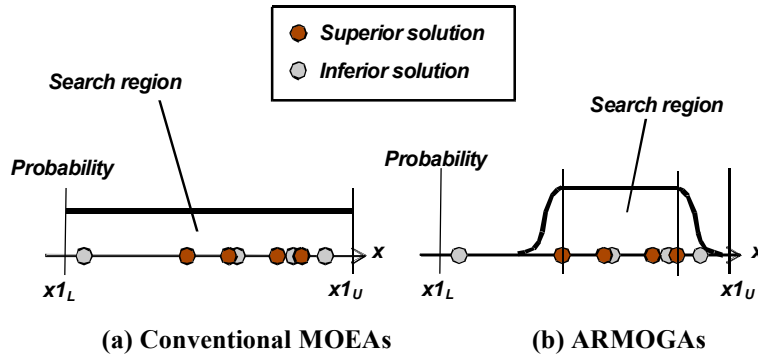 Superior solution
Inferior solution
Search region
Probability
x
x1L
x1U
(a) Conventional MOEAs
Search region
Probability
x
x1L
x1U
(b) ARMOGAs